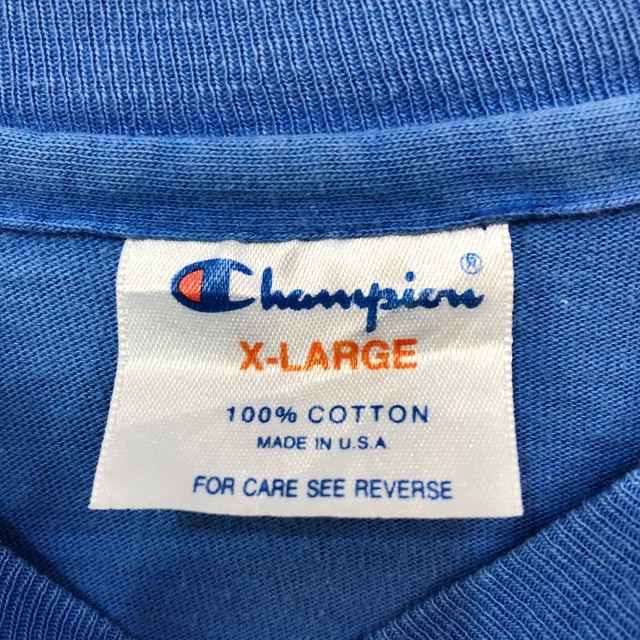 Champion®
X-LARGE
100% COTTON
MADE IN U.S.A.
FOR CARE SEE REVERSE